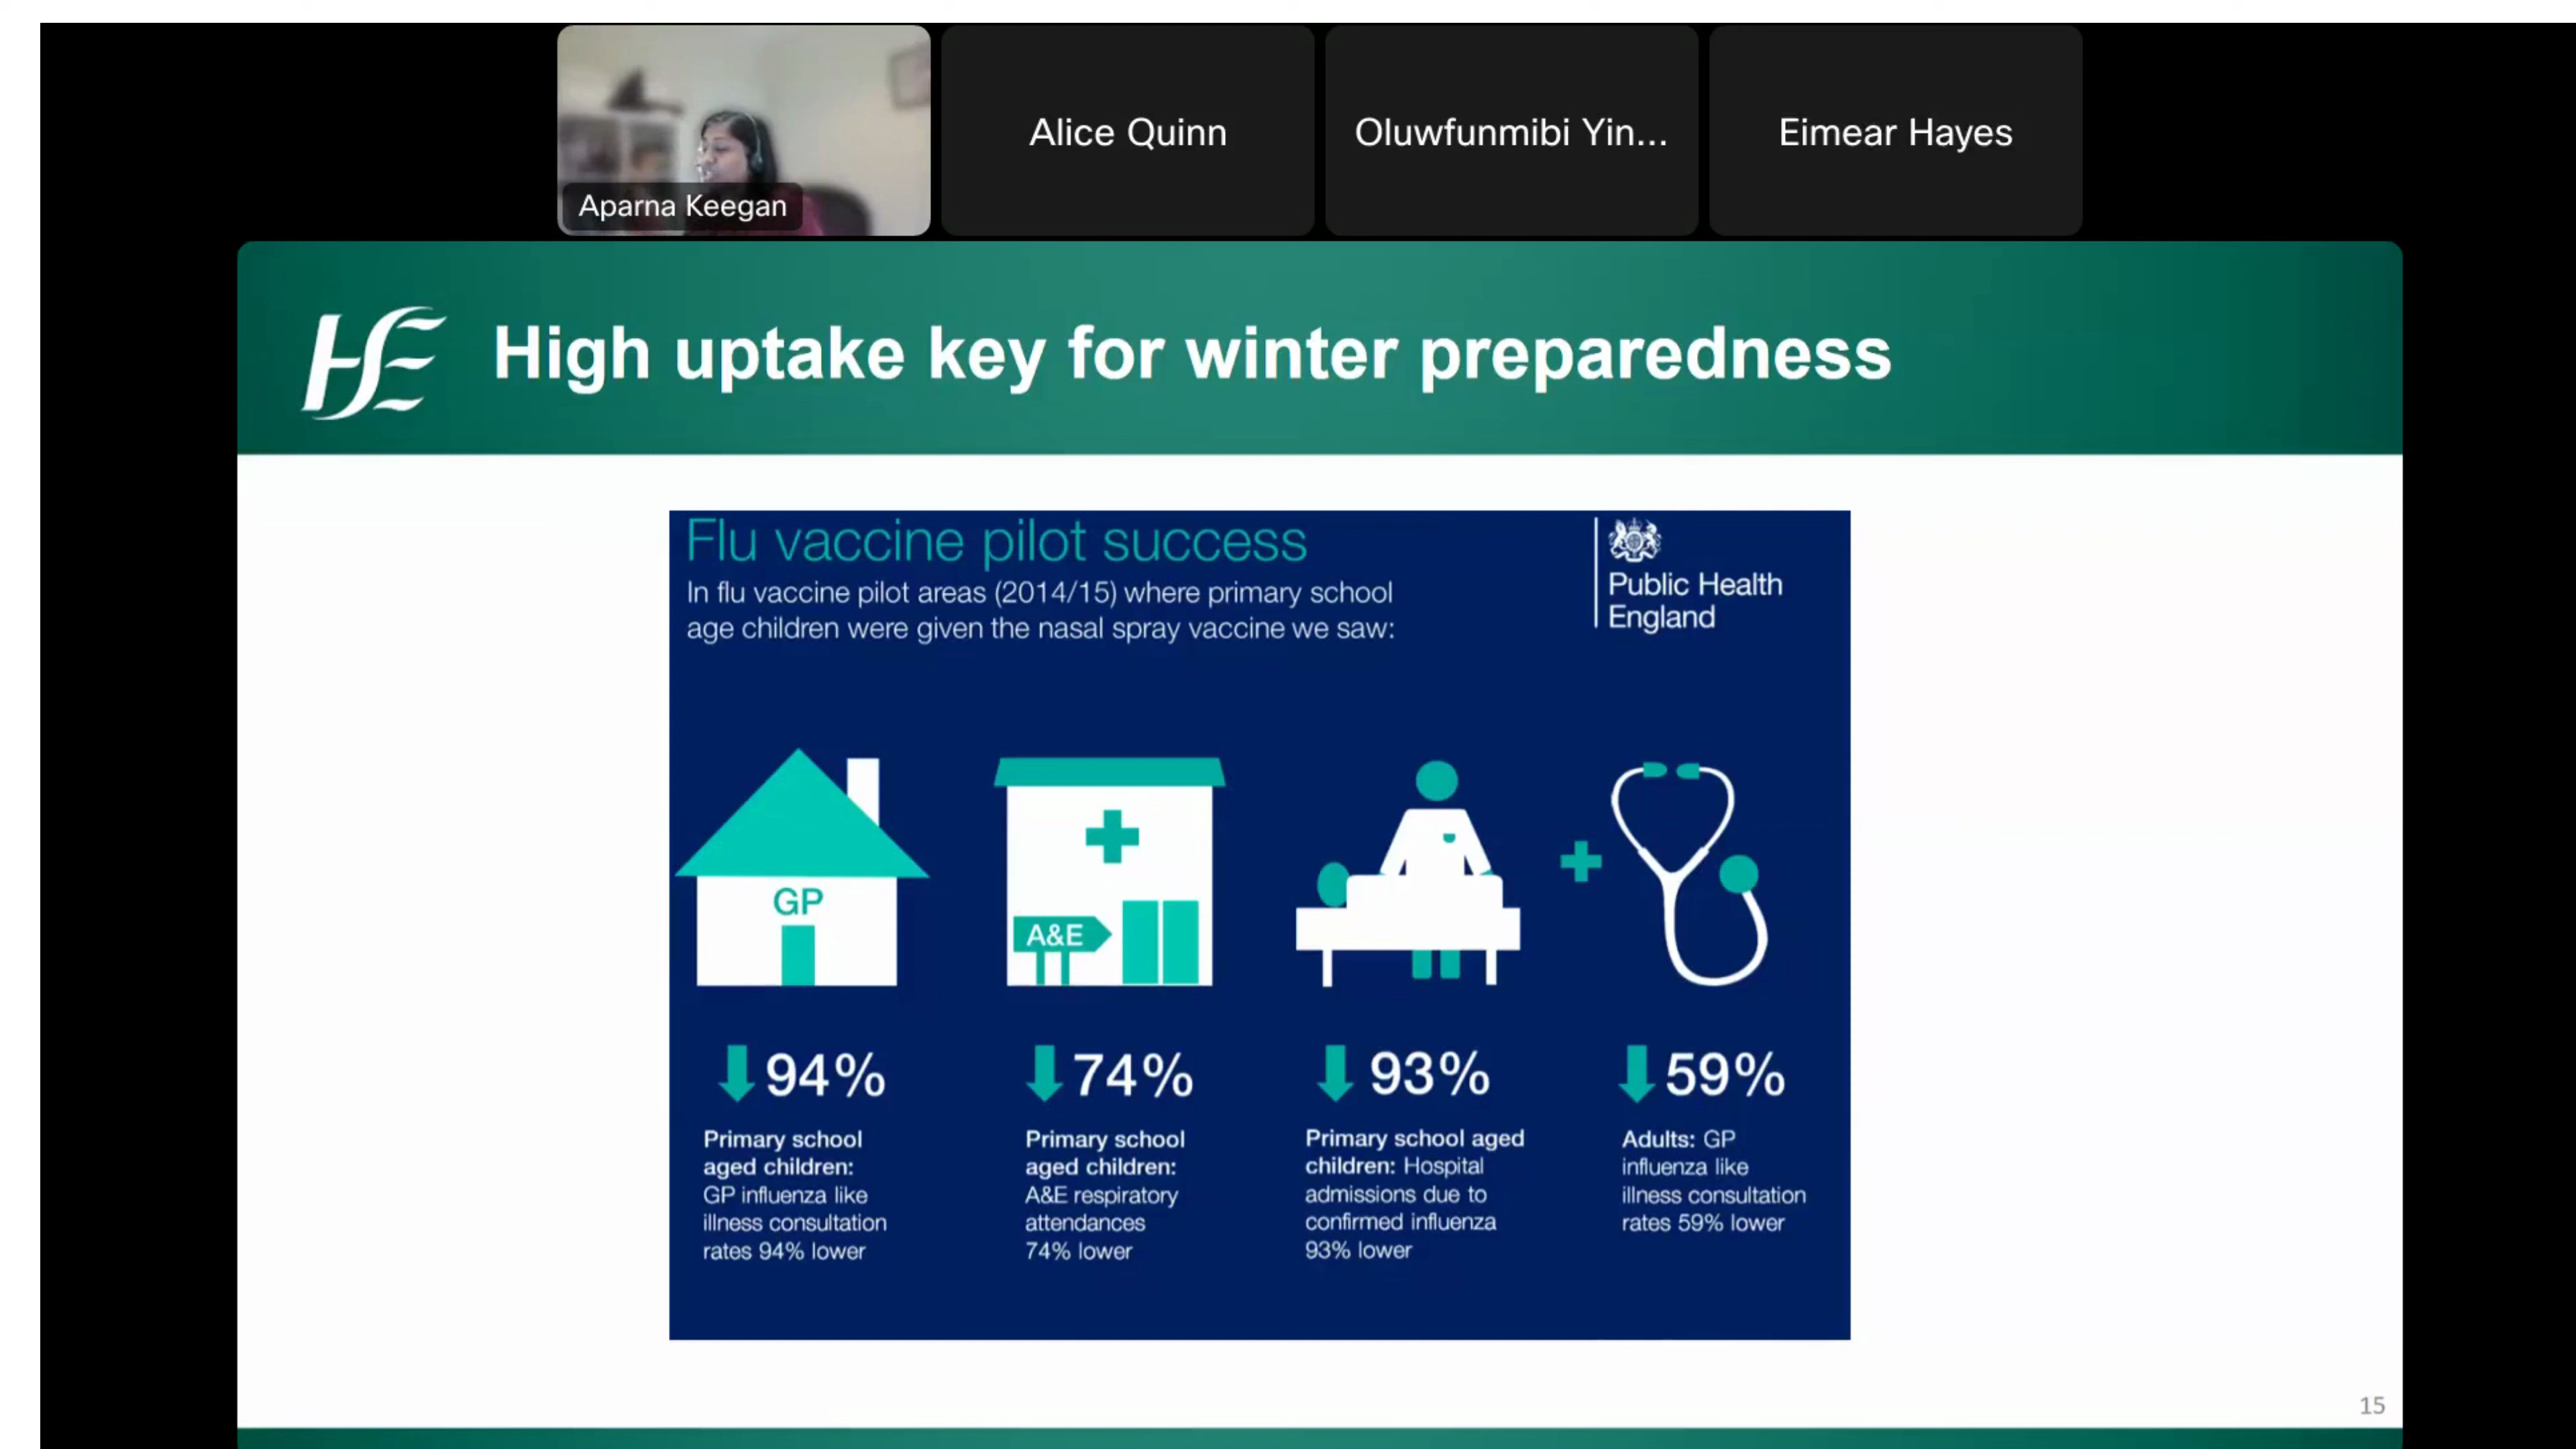 Aparna Keegan
Alice Quinn
Oluwfunmibi Yin...
Eimear Hayes
HSE
High uptake key for winter preparedness
Flu vaccine pilot success
In flu vaccine pilot areas (2014/15) where primary school
age children were given the nasal spray vaccine we saw:
Public Health
England
GP
A&E
94%
Primary school
aged children:
GP influenza like
illness consultation
rates 94% lower
74%
Primary school
aged children:
A&E respiratory
attendances
74% lower
93%
Primary school aged
children: Hospital
admissions due to
confirmed influenza
93% lower
59%
Adults: GP
influenza like
illness consultation
rates 59% lower
15